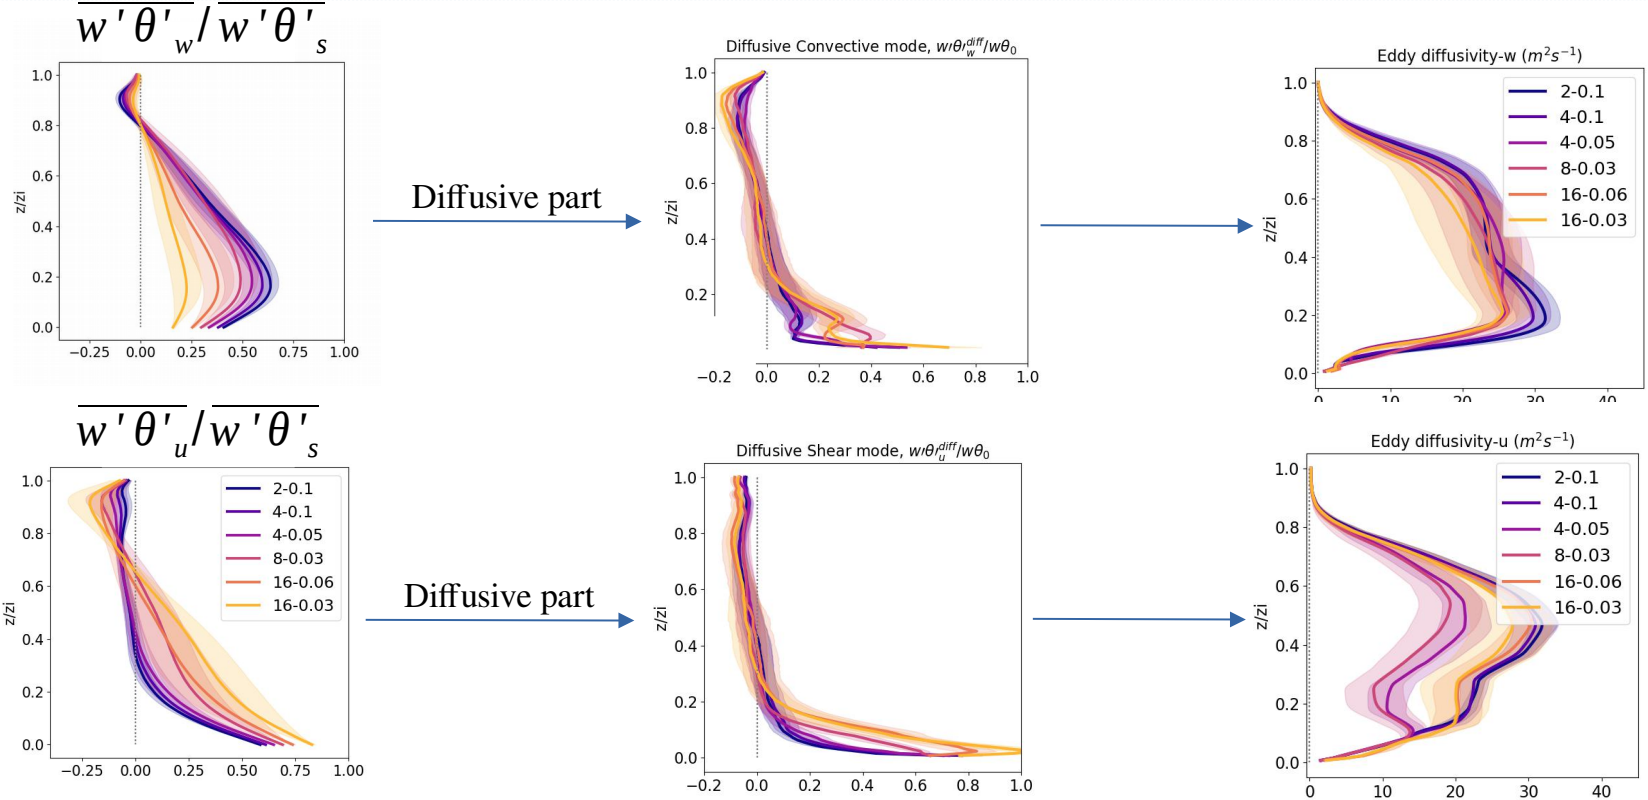 w'θ'w/w'θ's
1.0
0.8
0.6
0.4
0.2
0.0
z/zi
−0.25 0.00 0.25 0.50 0.75 1.00
Diffusive part
Diffusive Convective mode, w′θ′w^diff/wθ0
1.0
0.8
0.6
0.4
0.2
z/zi
−0.2 0.0 0.2 0.4 0.6 0.8 1.0
Eddy diffusivity-w (m²s⁻¹)
1.0
0.8
0.6
0.4
0.2
0.0
z/zi
2-0.1
4-0.1
4-0.05
8-0.03
16-0.06
16-0.03
0 10 20 30 40
w'θ'u/w'θ's
1.0
0.8
0.6
0.4
0.2
0.0
z/zi
2-0.1
4-0.1
4-0.05
8-0.03
16-0.06
16-0.03
−0.25 0.00 0.25 0.50 0.75 1.00
Diffusive part
Diffusive Shear mode, w′θ′u^diff/wθ0
1.0
0.8
0.6
0.4
0.2
0.0
z/zi
−0.2 0.0 0.2 0.4 0.6 0.8 1.0
Eddy diffusivity-u (m²s⁻¹)
1.0
0.8
0.6
0.4
0.2
0.0
z/zi
2-0.1
4-0.1
4-0.05
8-0.03
16-0.06
16-0.03
0 10 20 30 40